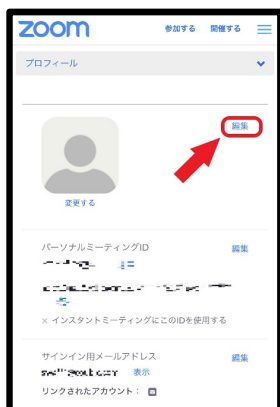 zoom 参加する 開催する
プロフィール
編集
変更する
パーソナルミーティングID 編集
× インスタントミーティングにこのIDを使用する
サインイン用メールアドレス 編集
表示
リンクされたアカウント：